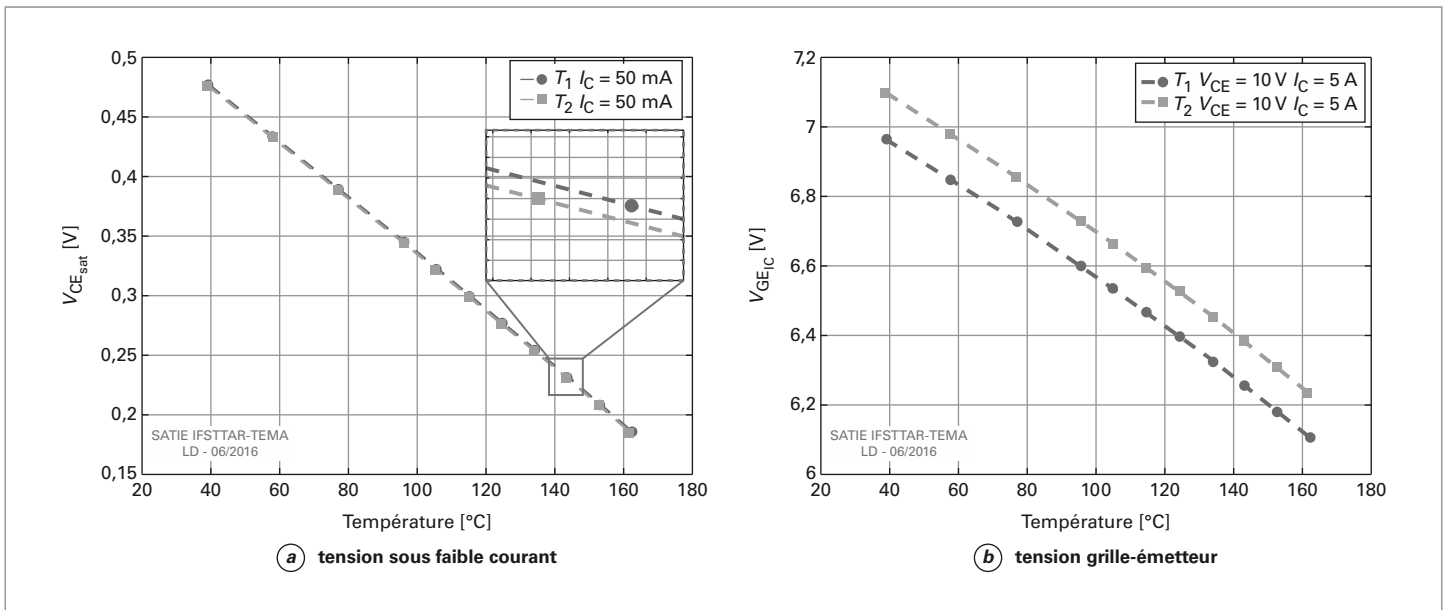 0,5
0,45
0,4
0,35
0,3
0,25
0,2
0,15
VCEsat [V]
T1 IC = 50 mA
T2 IC = 50 mA
SATIE IFSTTAR-TEMA
LD - 06/2016
20 40 60 80 100 120 140 160 180
Température [°C]
a tension sous faible courant
7,2
7
6,8
6,6
6,4
6,2
6
VGEIC [V]
T1 VCE = 10 V IC = 5 A
T2 VCE = 10 V IC = 5 A
SATIE IFSTTAR-TEMA
LD - 06/2016
20 40 60 80 100 120 140 160 180
Température [°C]
b tension grille-émetteur